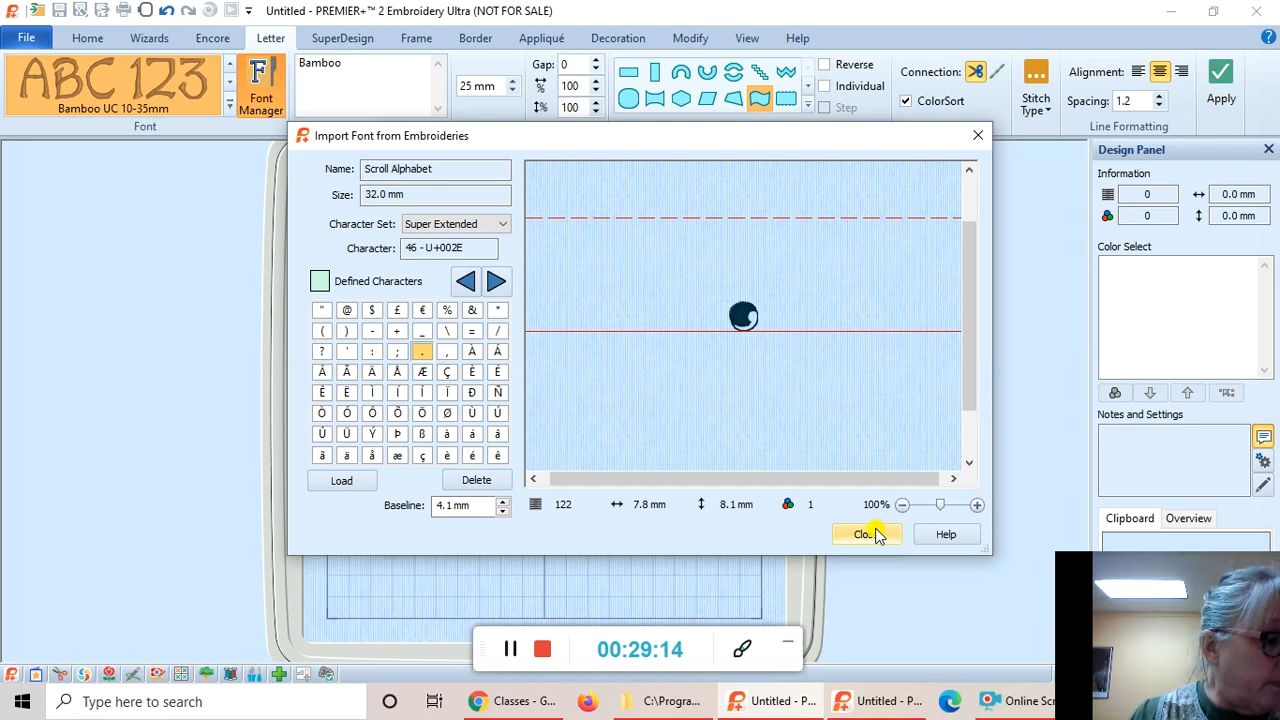 Untitled - PREMIER+™ 2 Embroidery Ultra (NOT FOR SALE)
File Home Wizards Encore Letter SuperDesign Frame Border Appliqué Decoration Modify View Help
ABC 123
Bamboo UC 10-35mm
Font Manager
Bamboo
25 mm
Gap: 0
% 100
% 100
Reverse
Individual
Step
Connection:
ColorSort
Stitch Type
Alignment:
Spacing: 1.2
Apply
Font
Letter
Line Formatting
Import Font from Embroideries
Name: Scroll Alphabet
Size: 32.0 mm
Character Set: Super Extended
Character: 46 - U+002E
Defined Characters
" @ $ £ € % & *
( ) - + _ \ = /
? ' : ; . , À Á
Â Ã Ä Å Æ Ç È É
Ê Ë Ì Í Î Ï Ð Ñ
Ò Ó Ô Õ Ö Ø Ù Ú
Û Ü Ý Þ ß à á â
ã ä å æ ç è é ê
Load Delete
Baseline: 4.1 mm
122 7.8 mm 8.1 mm 1 100%
Help
Design Panel
Information
0 0.0 mm
0 0.0 mm
Color Select
Notes and Settings
Clipboard Overview
00:29:14
Type here to search
Classes - G...
C:\Progra...
Untitled - P...
Untitled - P...
Online Scr